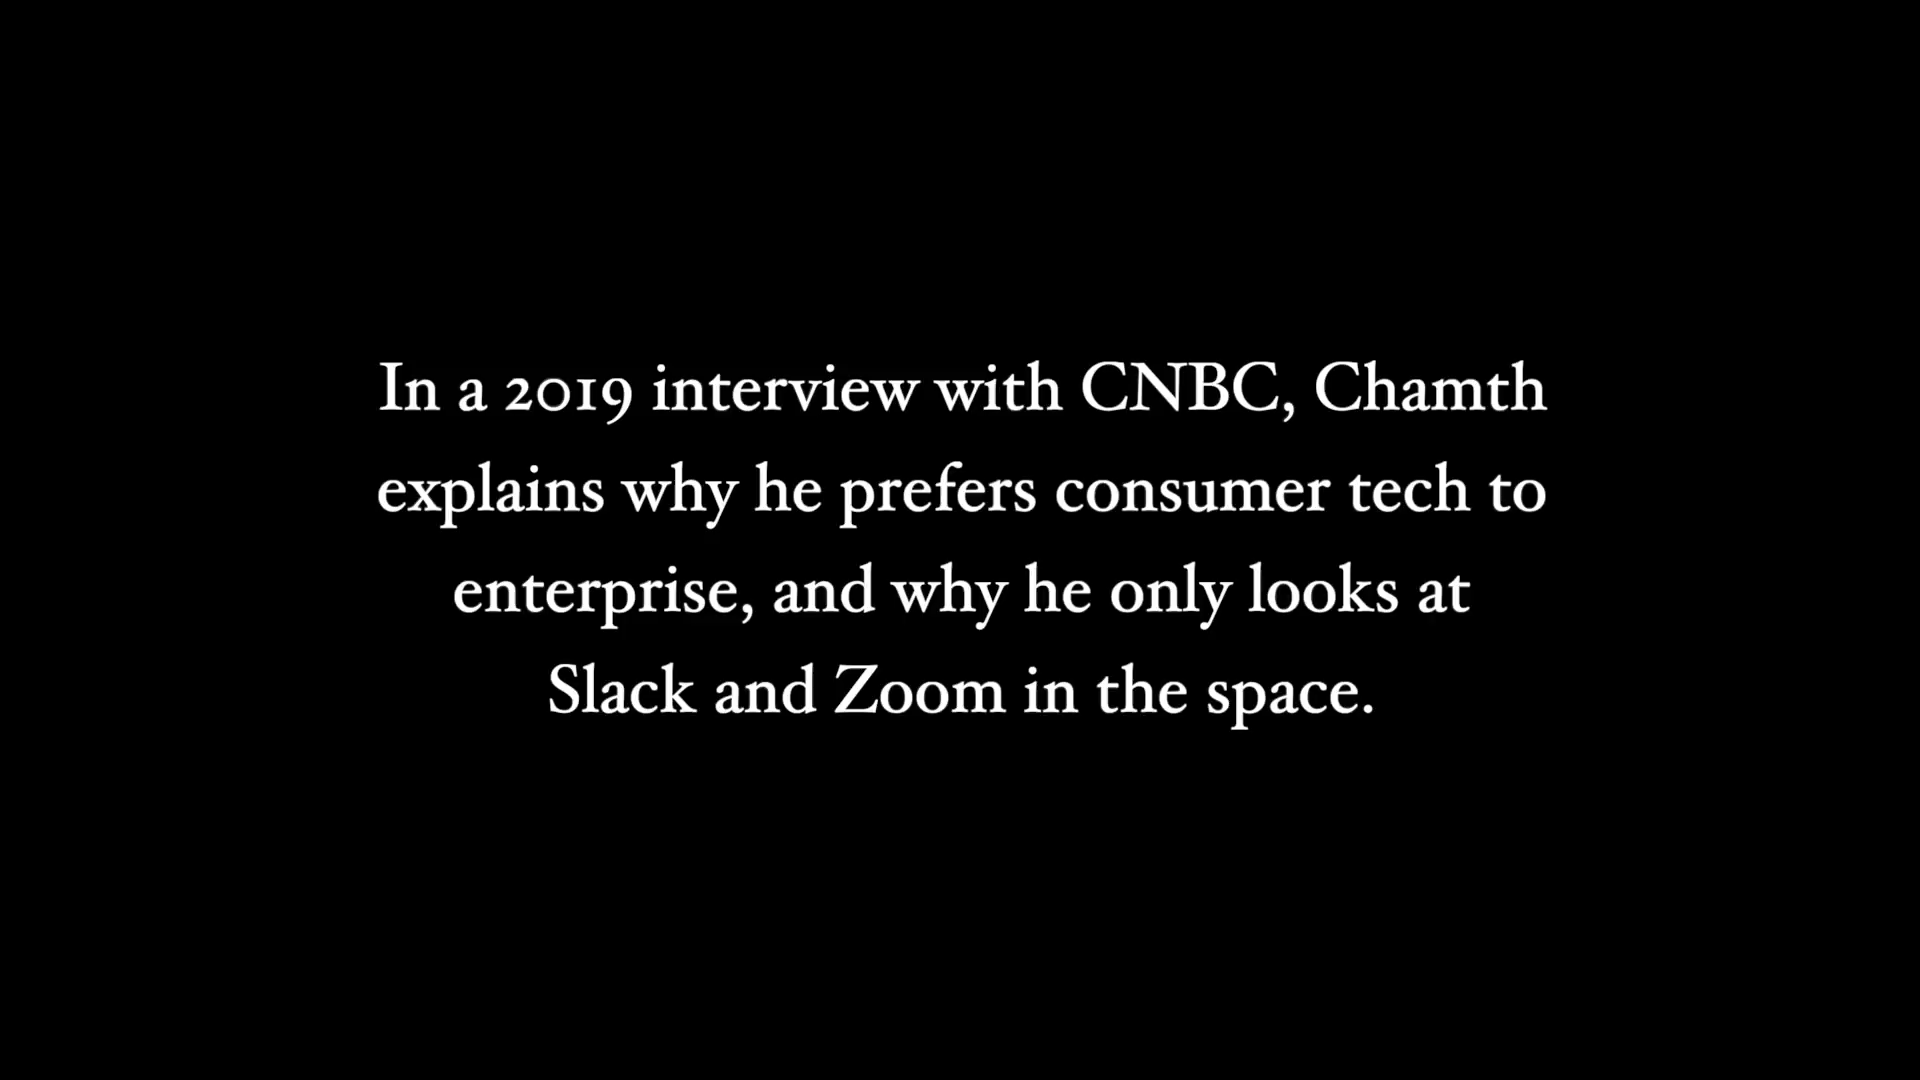 In a 2019 interview with CNBC, Chamth
explains why he prefers consumer tech to
enterprise, and why he only looks at
Slack and Zoom in the space.